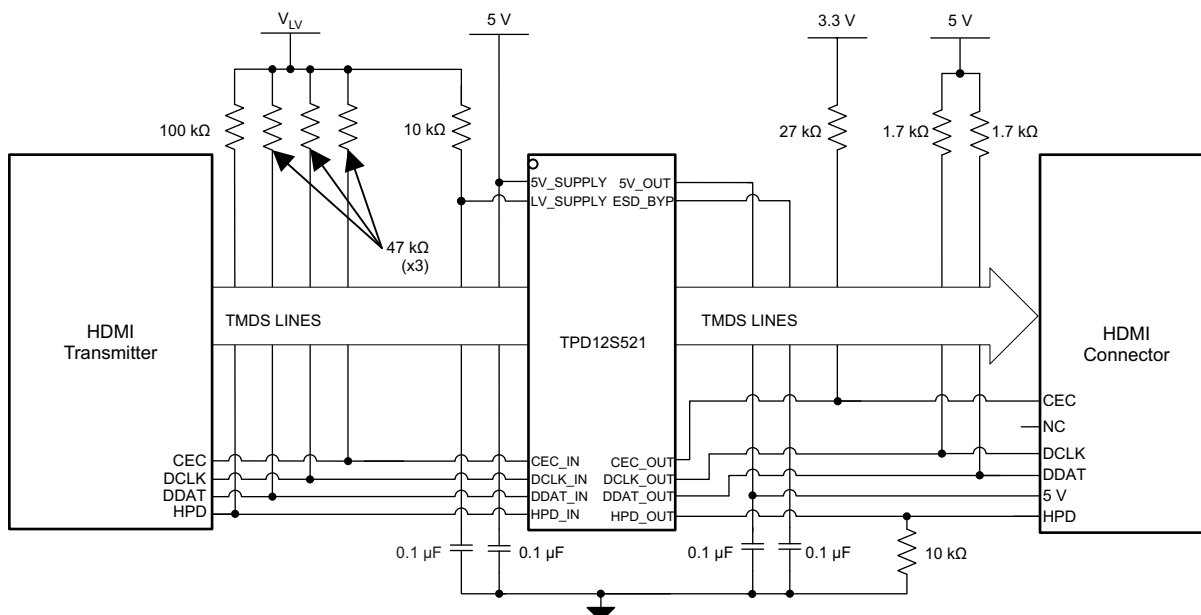 V_LV
5 V
3.3 V
5 V
100 kΩ
10 kΩ
27 kΩ
1.7 kΩ
1.7 kΩ
47 kΩ
(x3)
5V_SUPPLY
5V_OUT
LV_SUPPLY
ESD_BYP
HDMI
Transmitter
TMDS LINES
TPD12S521
TMDS LINES
HDMI
Connector
CEC
NC
DCLK
DDAT
5 V
HPD
CEC
DCLK
DDAT
HPD
CEC_IN
DCLK_IN
DDAT_IN
HPD_IN
CEC_OUT
DCLK_OUT
DDAT_OUT
HPD_OUT
0.1 µF
0.1 µF
0.1 µF
0.1 µF
10 kΩ